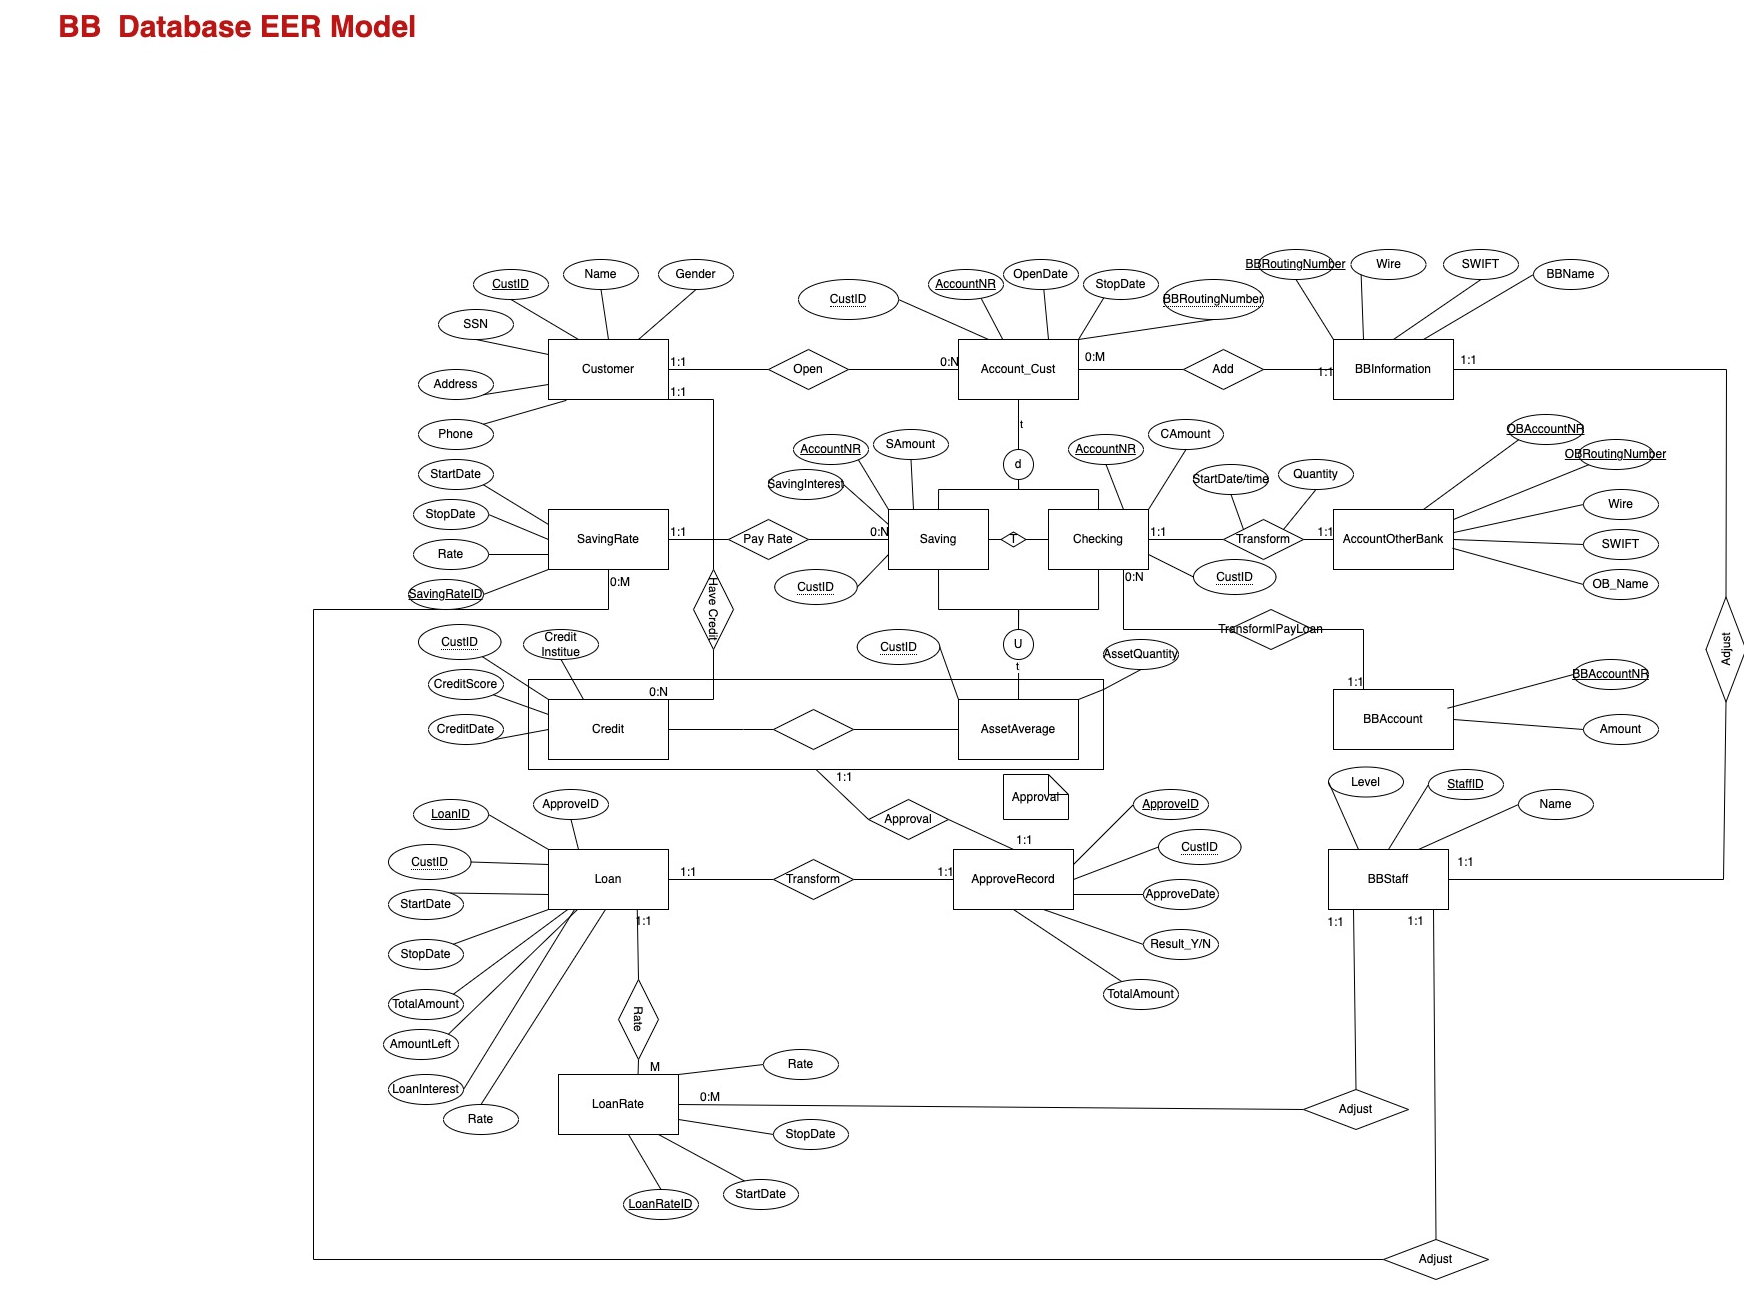 BB  Database EER Model
CustID
Name
Gender
SSN
Address
Phone
Customer
1:1
1:1
Open
0:N
CustID
AccountNR
OpenDate
StopDate
BBRoutingNumber
Account_Cust
0:M
Add
1:1
BBRoutingNumber
Wire
SWIFT
BBName
BBInformation
1:1
t
d
StartDate
StopDate
Rate
SavingRateID
SavingRate
1:1
0:M
Pay Rate
0:N
AccountNR
SAmount
SavingInterest
CustID
Saving
T
AccountNR
CAmount
Checking
1:1
0:N
CustID
StartDate/time
Quantity
Transform
1:1
AccountOtherBank
OBAccountNR
OBRoutingNumber
Wire
SWIFT
OB_Name
Have Credit
U
t
TransformlPayLoan
1:1
Adjust
CustID
Credit
Institue
CreditScore
CreditDate
0:N
Credit
CustID
AssetQuantity
AssetAverage
BBAccount
BBAccountNR
Amount
1:1
Approval
Approval
1:1
Level
StaffID
Name
BBStaff
1:1
1:1
1:1
LoanID
ApproveID
CustID
StartDate
StopDate
TotalAmount
AmountLeft
LoanInterest
Rate
Loan
1:1
1:1
Transform
1:1
ApproveRecord
ApproveID
CustID
ApproveDate
Result_Y/N
TotalAmount
Rate
M
LoanRate
0:M
Rate
StopDate
StartDate
LoanRateID
Adjust
Adjust